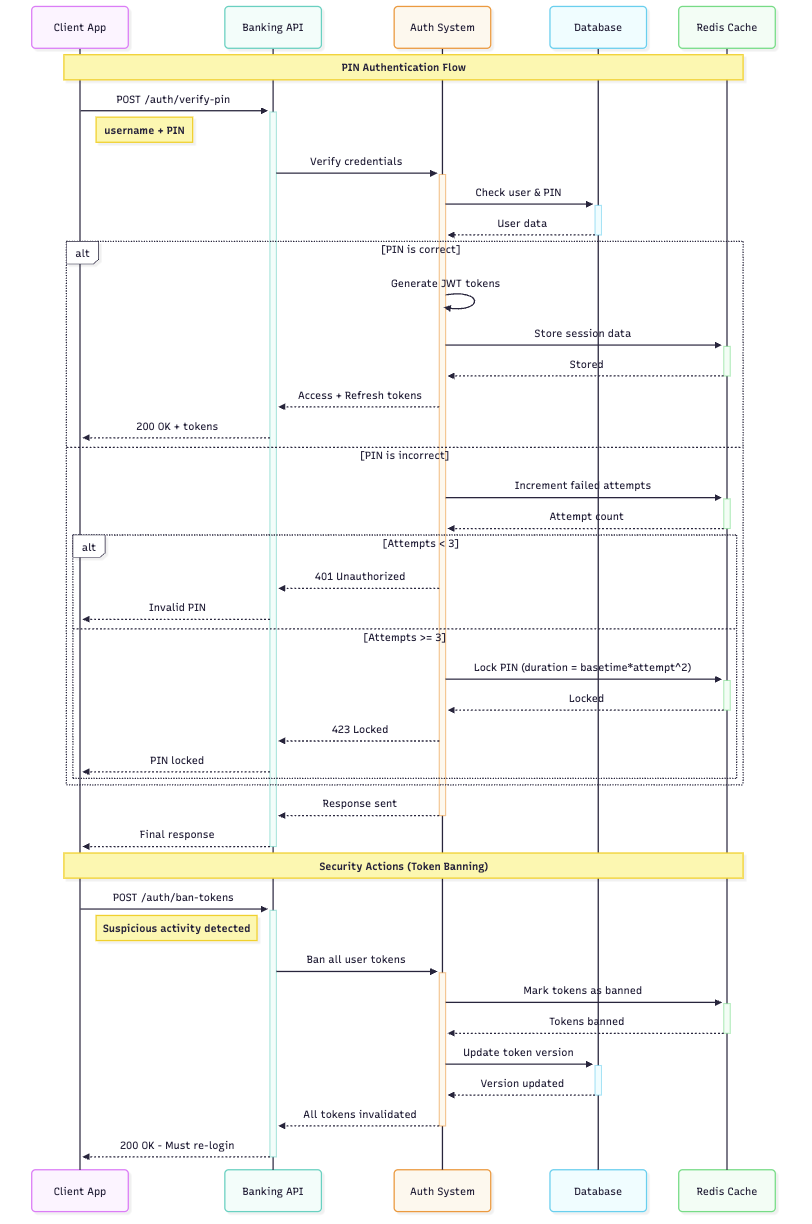 Client App
Banking API
Auth System
Database
Redis Cache
PIN Authentication Flow
POST /auth/verify-pin
username + PIN
Verify credentials
Check user & PIN
User data
alt
[PIN is correct]
Generate JWT tokens
Store session data
Stored
Access + Refresh tokens
200 OK + tokens
[PIN is incorrect]
Increment failed attempts
Attempt count
alt
[Attempts < 3]
401 Unauthorized
Invalid PIN
[Attempts >= 3]
Lock PIN (duration = basetime*attempt^2)
Locked
423 Locked
PIN locked
Response sent
Final response
Security Actions (Token Banning)
POST /auth/ban-tokens
Suspicious activity detected
Ban all user tokens
Mark tokens as banned
Tokens banned
Update token version
Version updated
All tokens invalidated
200 OK - Must re-login
Client App
Banking API
Auth System
Database
Redis Cache